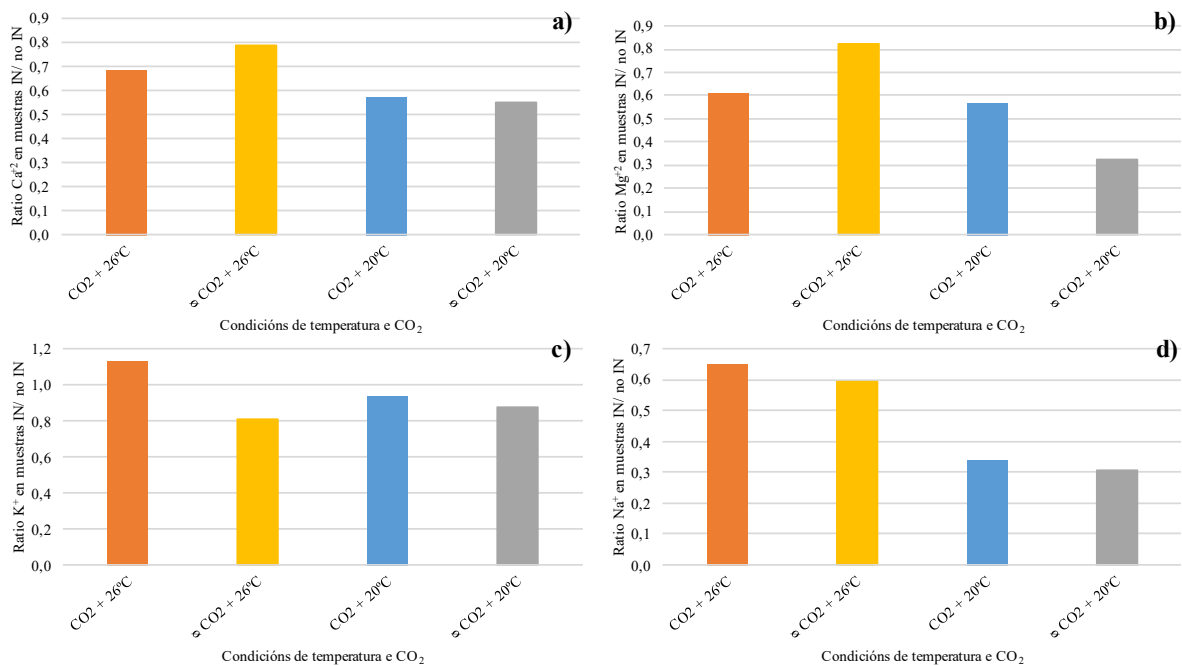 a)
Ratio Ca⁺² en muestras IN/ no IN
0,9
0,8
0,7
0,6
0,5
0,4
0,3
0,2
0,1
0,0
CO2 + 26ºC
ᴓ CO2 + 26ºC
CO2 + 20ºC
ᴓ CO2 + 20ºC
Condicións de temperatura e CO₂
b)
Ratio Mg⁺² en muestras IN/ no IN
0,9
0,8
0,7
0,6
0,5
0,4
0,3
0,2
0,1
0,0
CO2 + 26ºC
ᴓ CO2 + 26ºC
CO2 + 20ºC
ᴓ CO2 + 20ºC
Condicións de temperatura e CO₂
c)
Ratio K⁺ en muestras IN/ no IN
1,2
1,0
0,8
0,6
0,4
0,2
0,0
CO2 + 26ºC
ᴓ CO2 + 26ºC
CO2 + 20ºC
ᴓ CO2 + 20ºC
Condicións de temperatura e CO₂
d)
Ratio Na⁺ en muestras IN/ no IN
0,7
0,6
0,5
0,4
0,3
0,2
0,1
0,0
CO2 + 26ºC
ᴓ CO2 + 26ºC
CO2 + 20ºC
ᴓ CO2 + 20ºC
Condicións de temperatura e CO₂